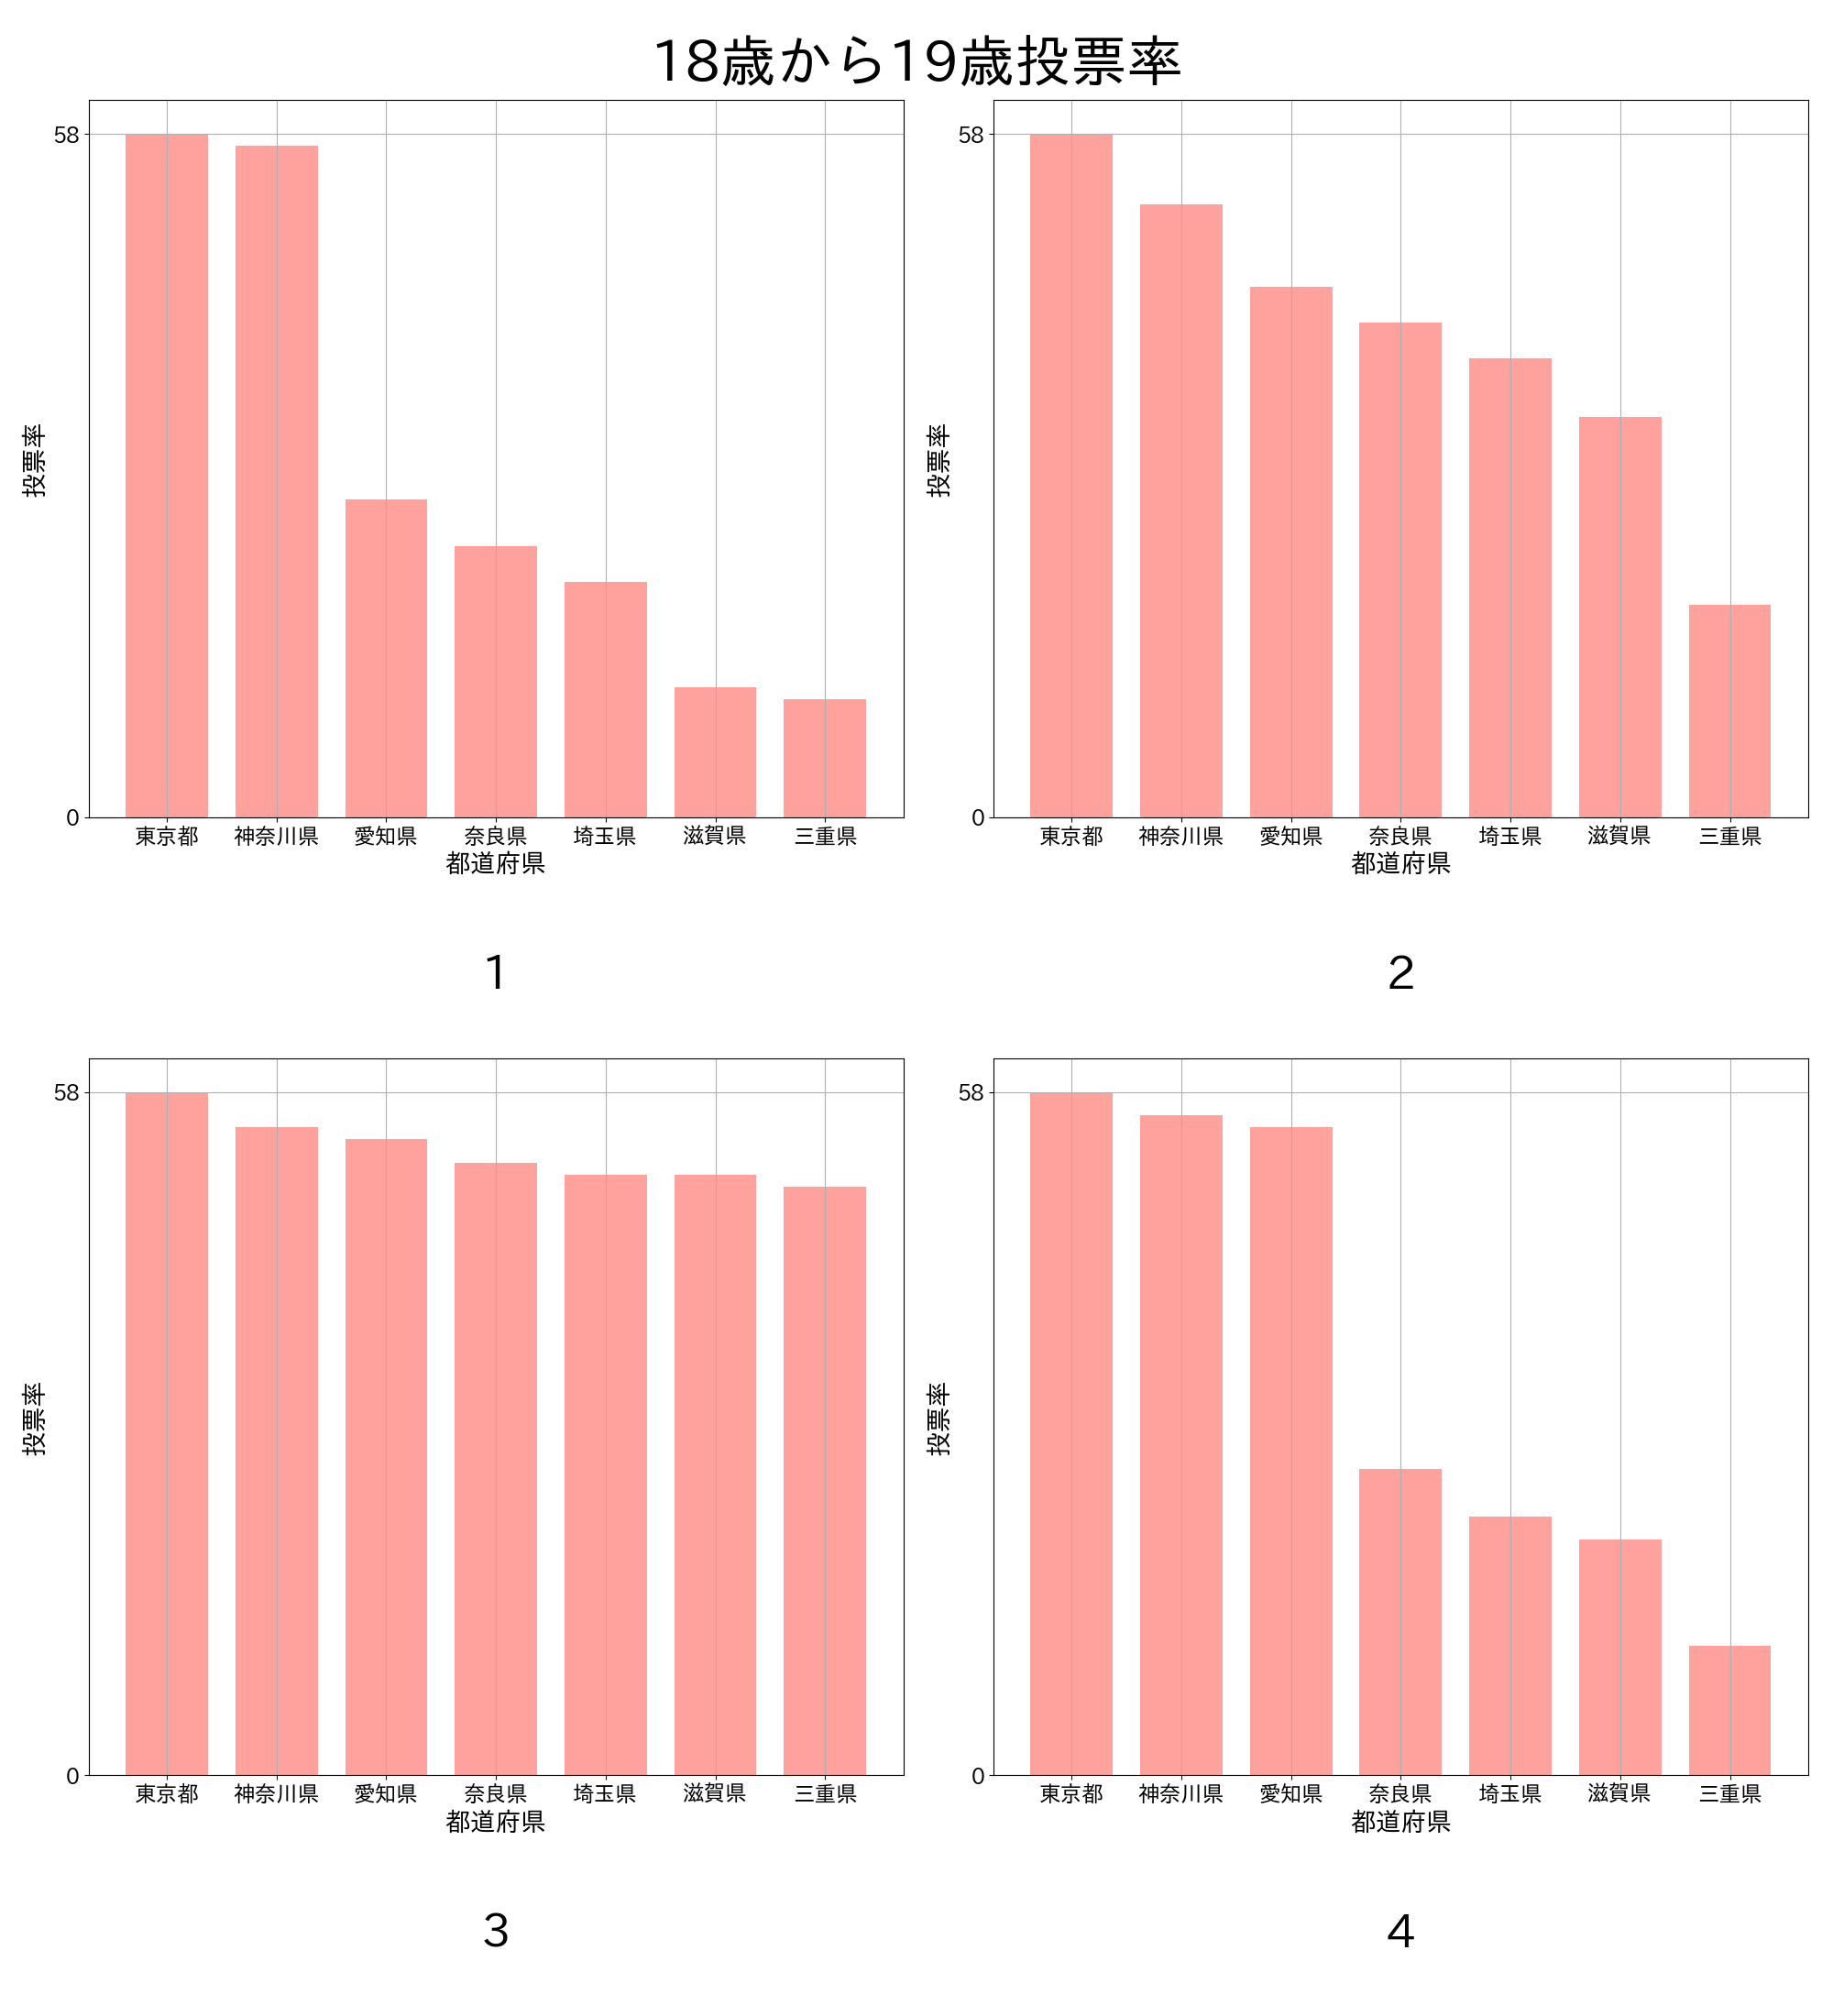 18歳から19歳投票率
58
0
投票率
東京都 神奈川県 愛知県 奈良県 埼玉県 滋賀県 三重県
都道府県
1
58
0
投票率
東京都 神奈川県 愛知県 奈良県 埼玉県 滋賀県 三重県
都道府県
2
58
0
投票率
東京都 神奈川県 愛知県 奈良県 埼玉県 滋賀県 三重県
都道府県
3
58
0
投票率
東京都 神奈川県 愛知県 奈良県 埼玉県 滋賀県 三重県
都道府県
4